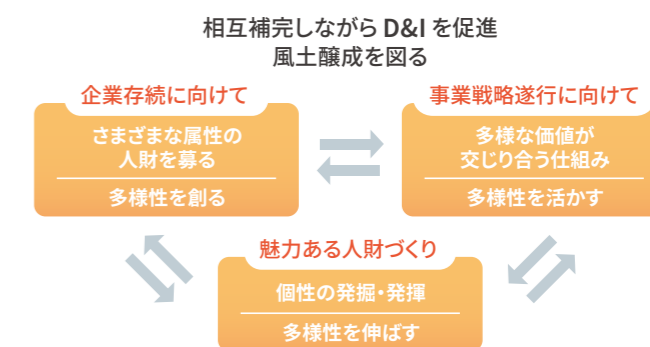 相互補完しながら D&I を促進
風土醸成を図る
企業存続に向けて
さまざまな属性の
人財を募る
多様性を創る
事業戦略遂行に向けて
多様な価値が
交じり合う仕組み
多様性を活かす
魅力ある人財づくり
個性の発掘・発揮
多様性を伸ばす